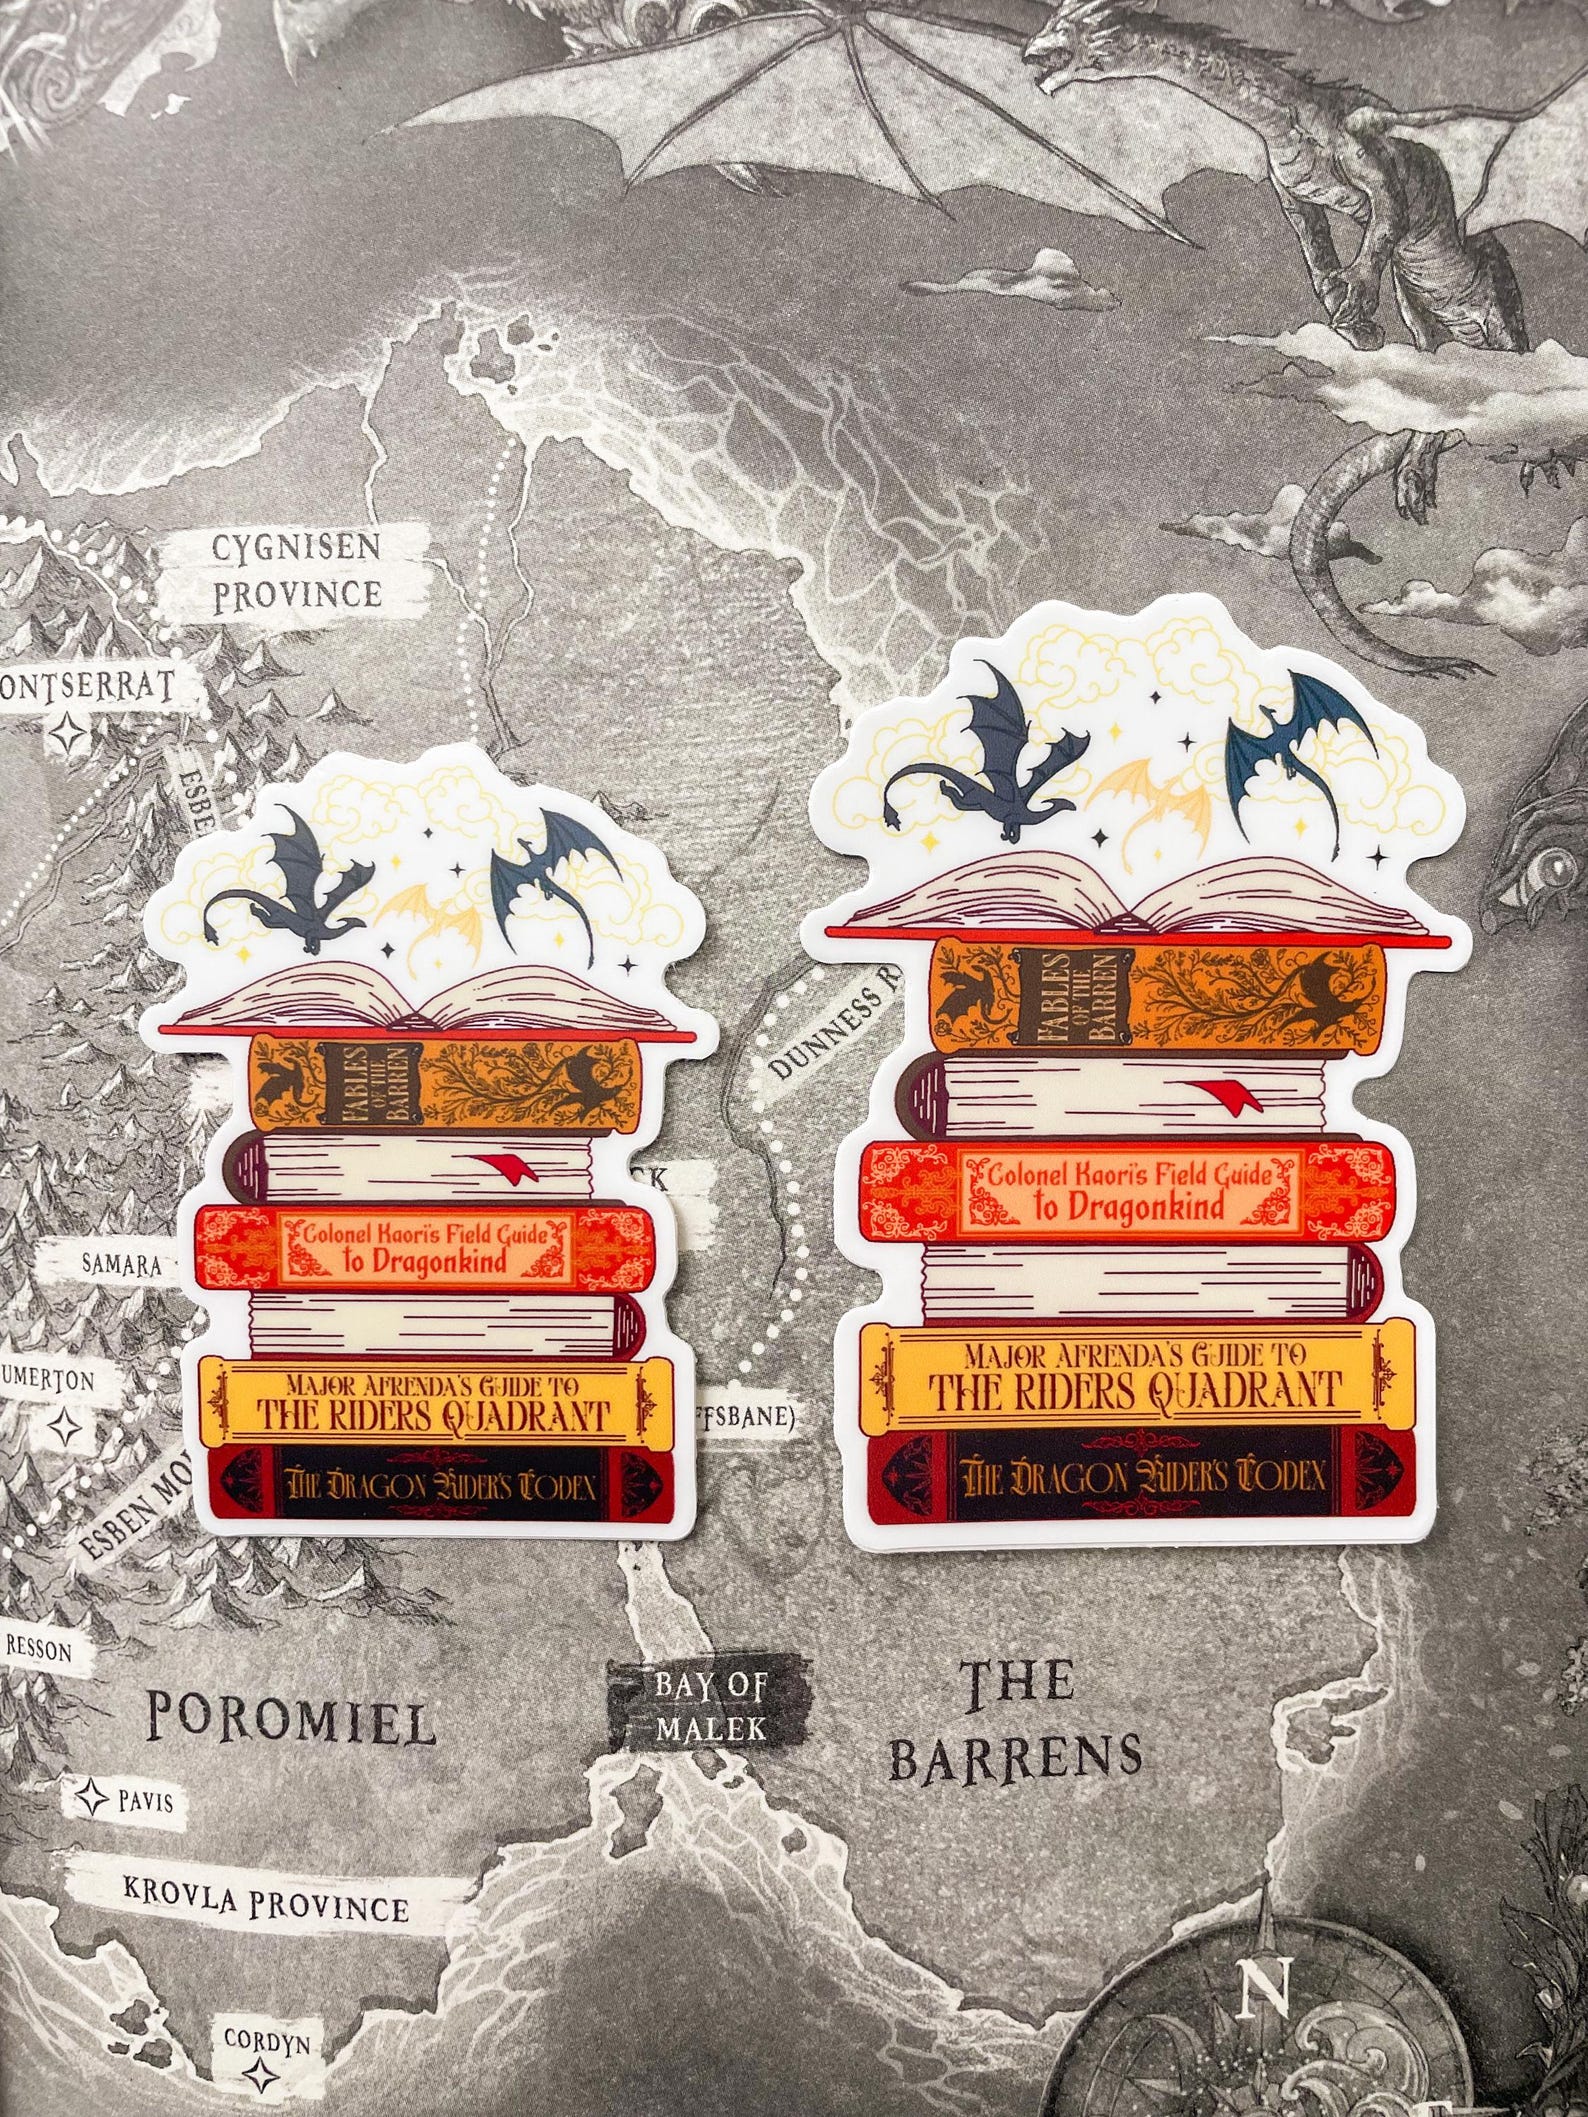 CYGNISEN
PROVINCE
ONTSERRAT
ESBE
DUNNESS R
FABLES
OF THE
BARREN
Colonel Kaori's Field Guide
to Dragonkind
MAJOR AFRENDA'S GUIDE TO
THE RIDERS QUADRANT
THE DRAGON RIDER'S CODEX
FABLES
OF THE
BARREN
Colonel Kaori's Field Guide
to Dragonkind
MAJOR AFRENDA'S GUIDE TO
THE RIDERS QUADRANT
THE DRAGON RIDER'S CODEX
CK
SAMARA
UMERTON
FFSBANE)
ESBEN MO
RESSON
POROMIEL
BAY OF
MALEK
THE
BARRENS
PAVIS
KROVLA PROVINCE
CORDYN
N